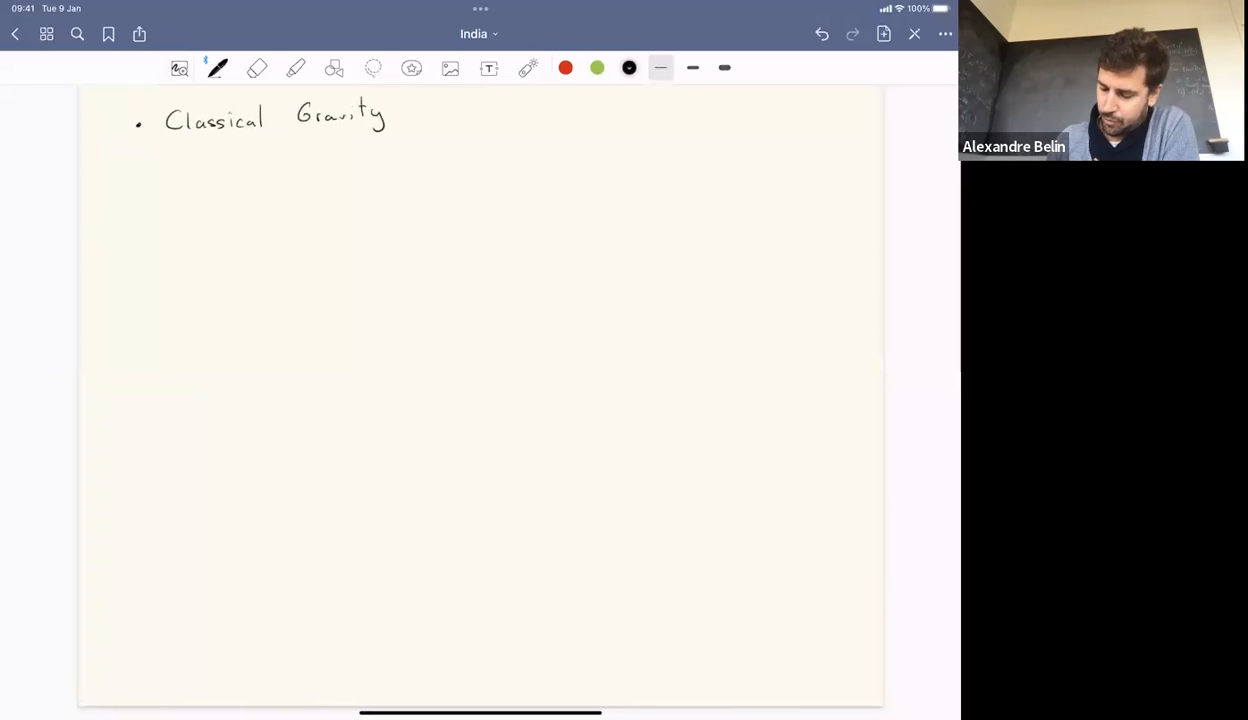 09:41 Tue 9 Jan
100%
India
T
• Classical Gravity
Alexandre Belin